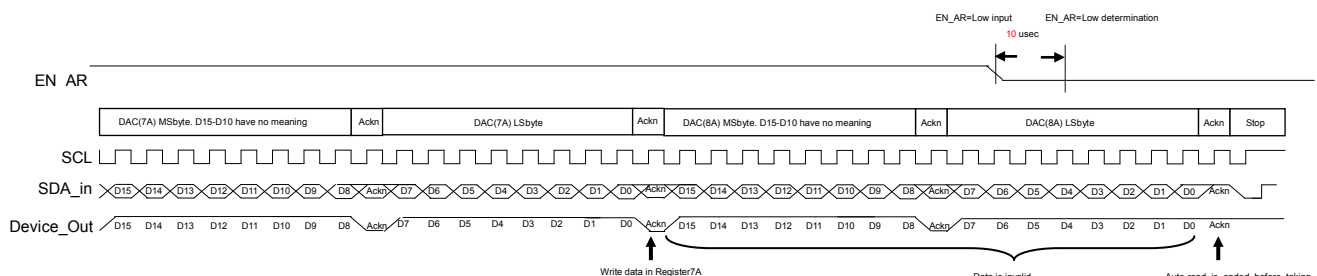 EN_AR=Low input EN_AR=Low determination
10 usec
EN AR
DAC(7A) MSbyte. D15-D10 have no meaning Ackn DAC(7A) LSbyte Ackn DAC(8A) MSbyte. D15-D10 have no meaning Ackn DAC(8A) LSbyte Ackn Stop
SCL
SDA_in D15 D14 D13 D12 D11 D10 D9 D8 Ackn D7 D6 D5 D4 D3 D2 D1 D0 Ackn D15 D14 D13 D12 D11 D10 D9 D8 Ackn D7 D6 D5 D4 D3 D2 D1 D0 Ackn
Device_Out D15 D14 D13 D12 D11 D10 D9 D8 Ackn D7 D6 D5 D4 D3 D2 D1 D0 Ackn D15 D14 D13 D12 D11 D10 D9 D8 Ackn D7 D6 D5 D4 D3 D2 D1 D0 Ackn
Write data in Register7A Data is invalid Auto read is ended before taking